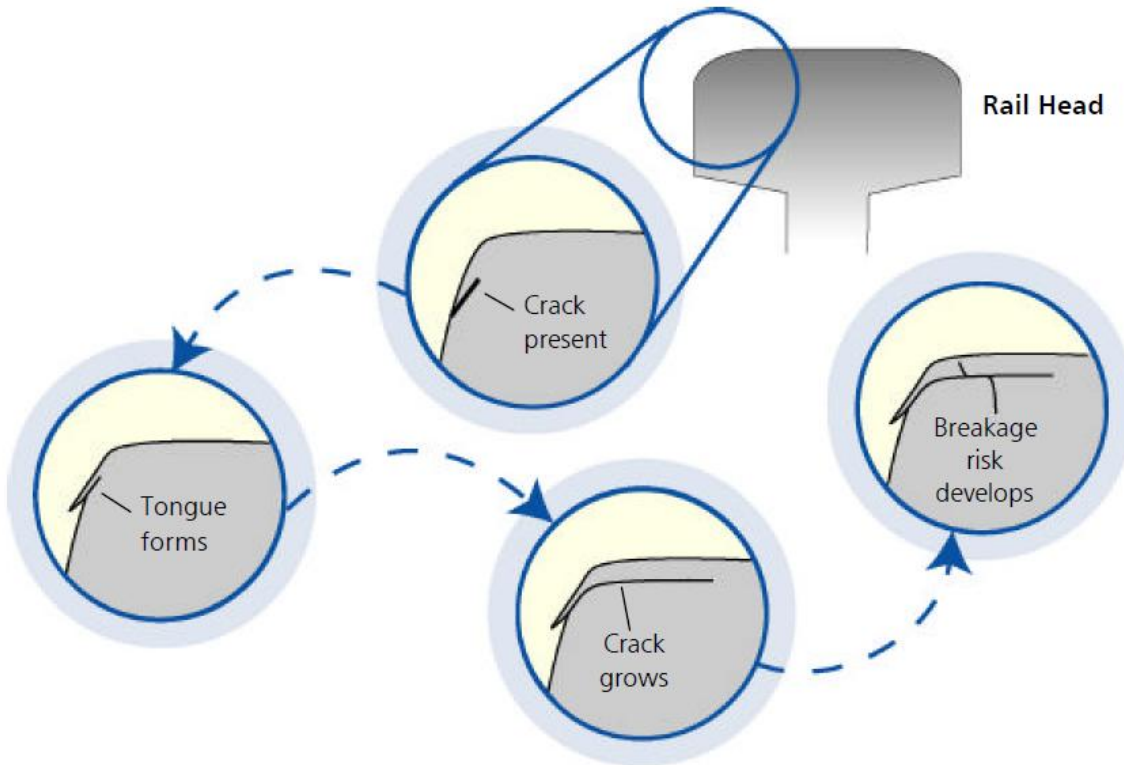 Rail Head
Crack
present
Tongue
forms
Crack
grows
Breakage
risk
develops